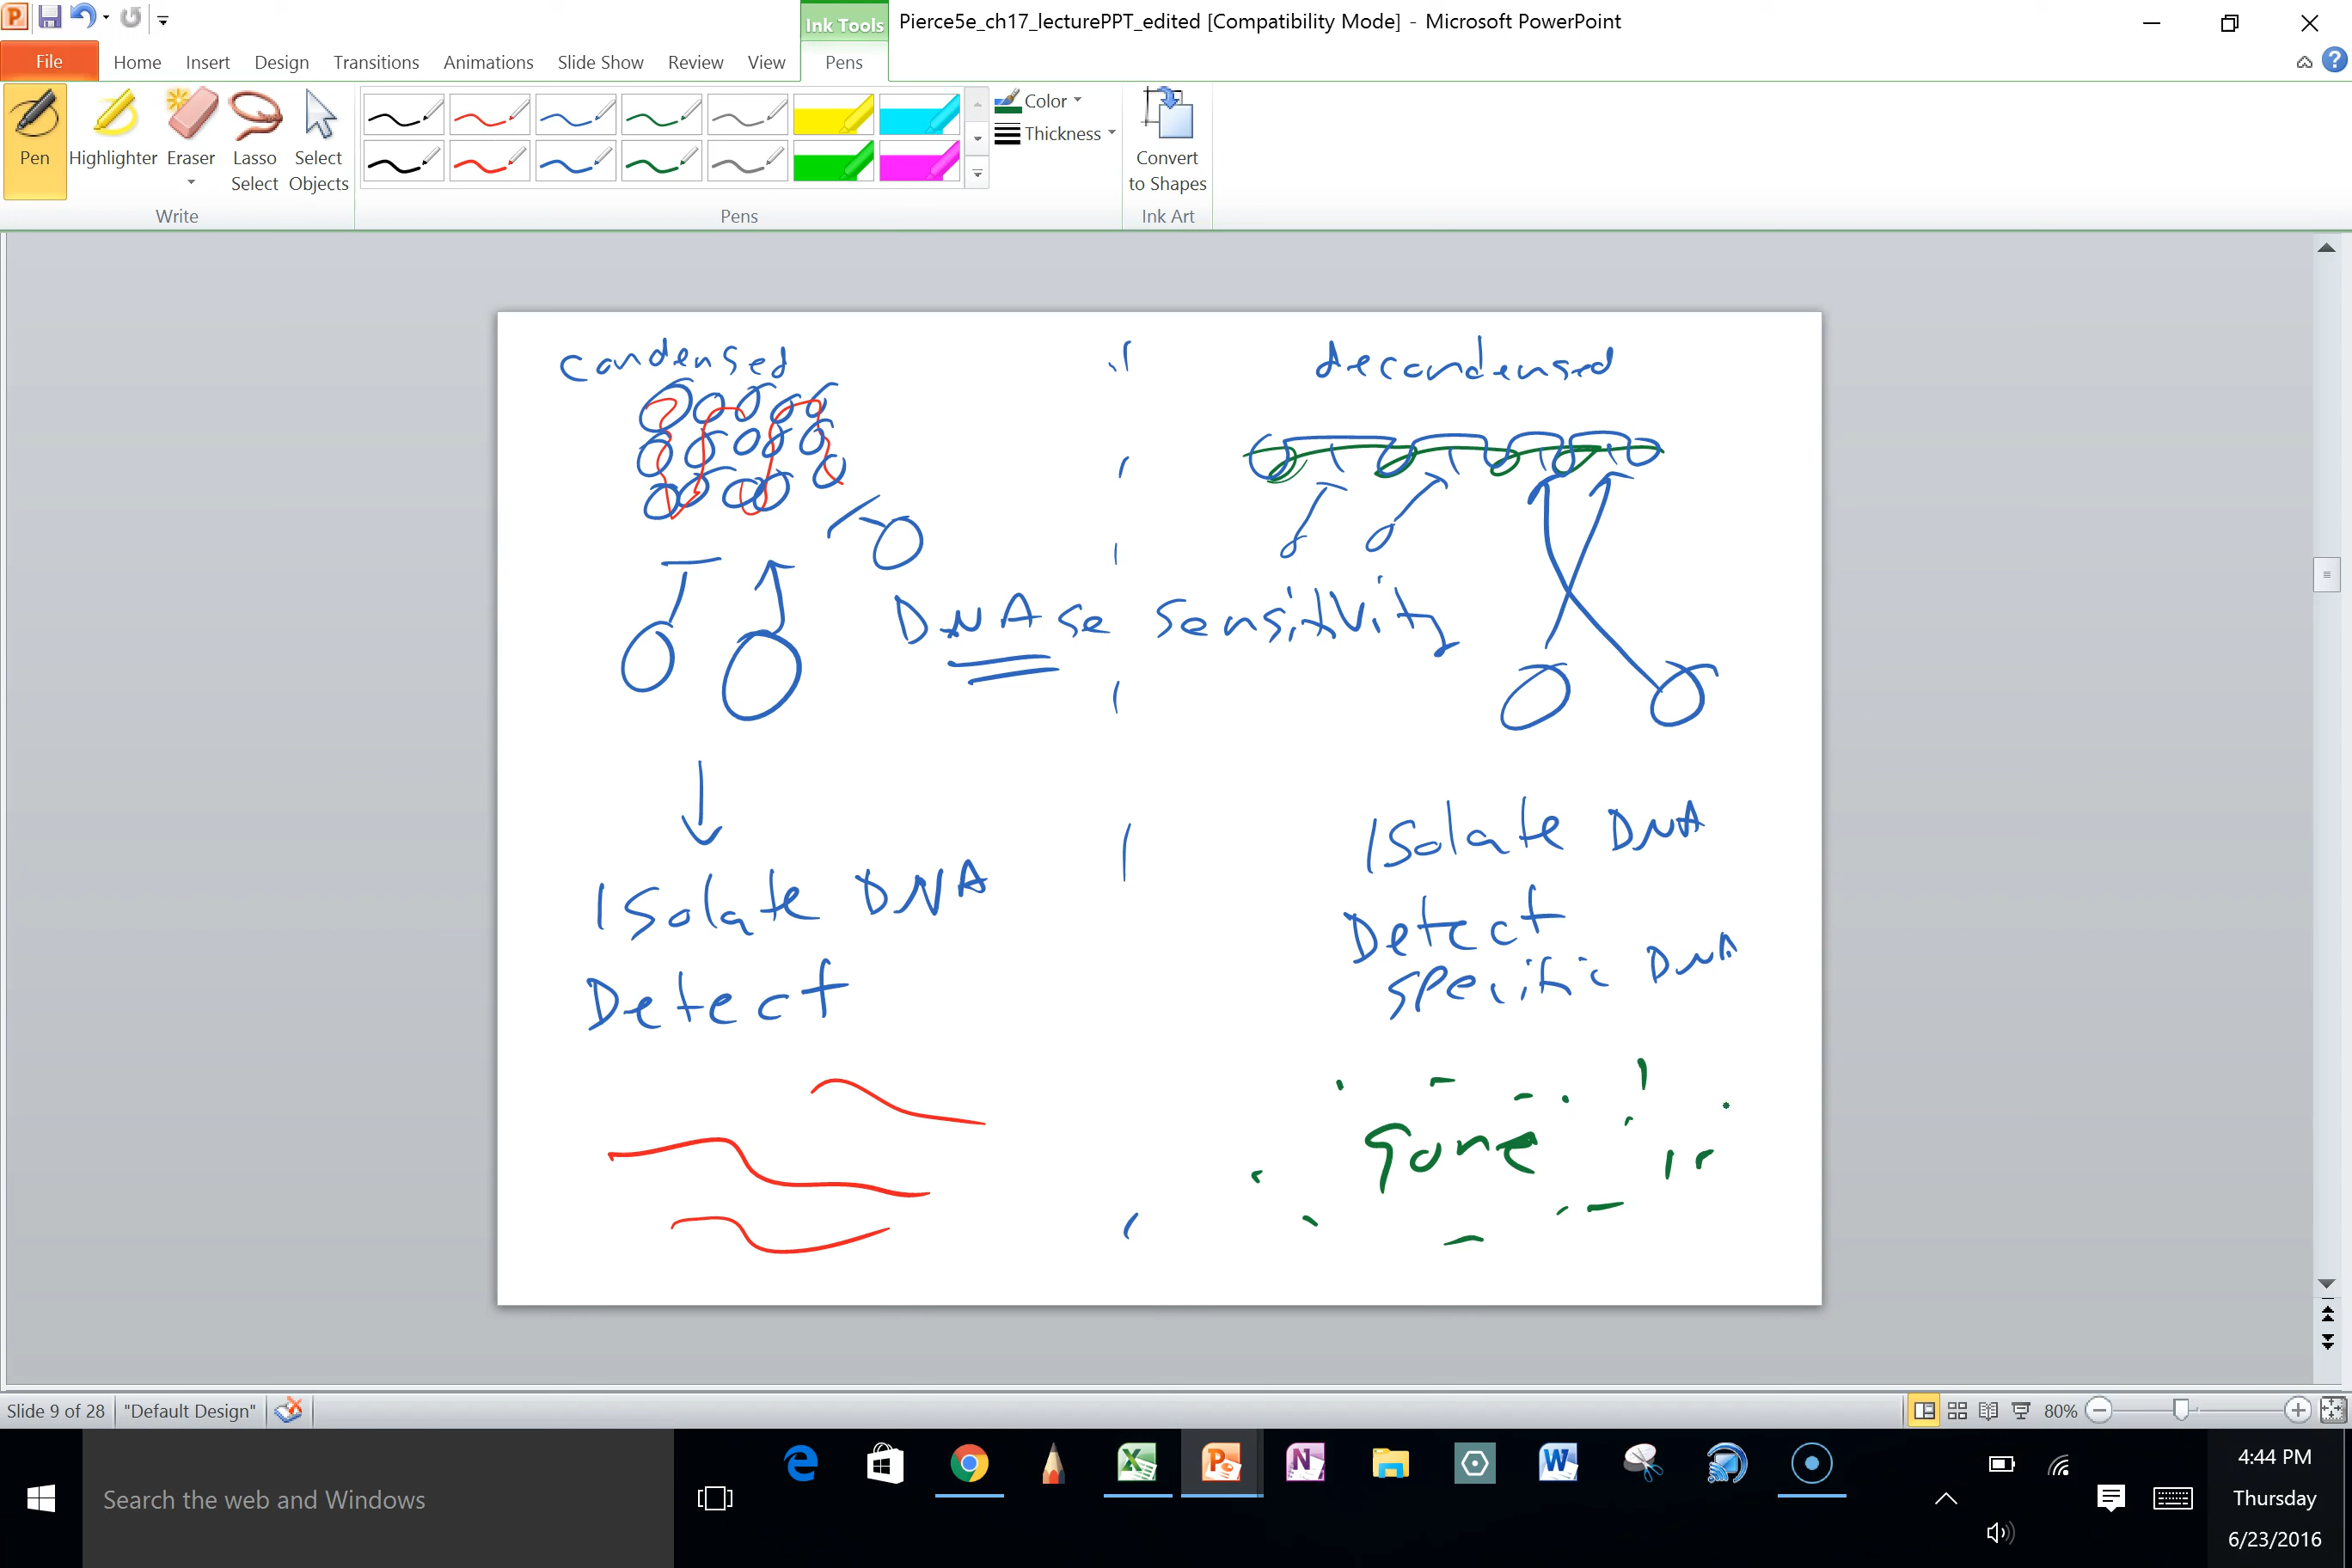 Ink Tools
Pierce5e_ch17_lecturePPT_edited [Compatibility Mode] - Microsoft PowerPoint
File Home Insert Design Transitions Animations Slide Show Review View Pens
Pen Highlighter Eraser Lasso Select Select Objects
Color
Thickness
Convert to Shapes
Write Pens Ink Art
condensed decondensed
DNAse sensitivity
Isolate DNA
Detect
Isolate DNA
Detect
specific DNA
gone
Slide 9 of 28 "Default Design" 80%
Search the web and Windows
4:44 PM
Thursday
6/23/2016